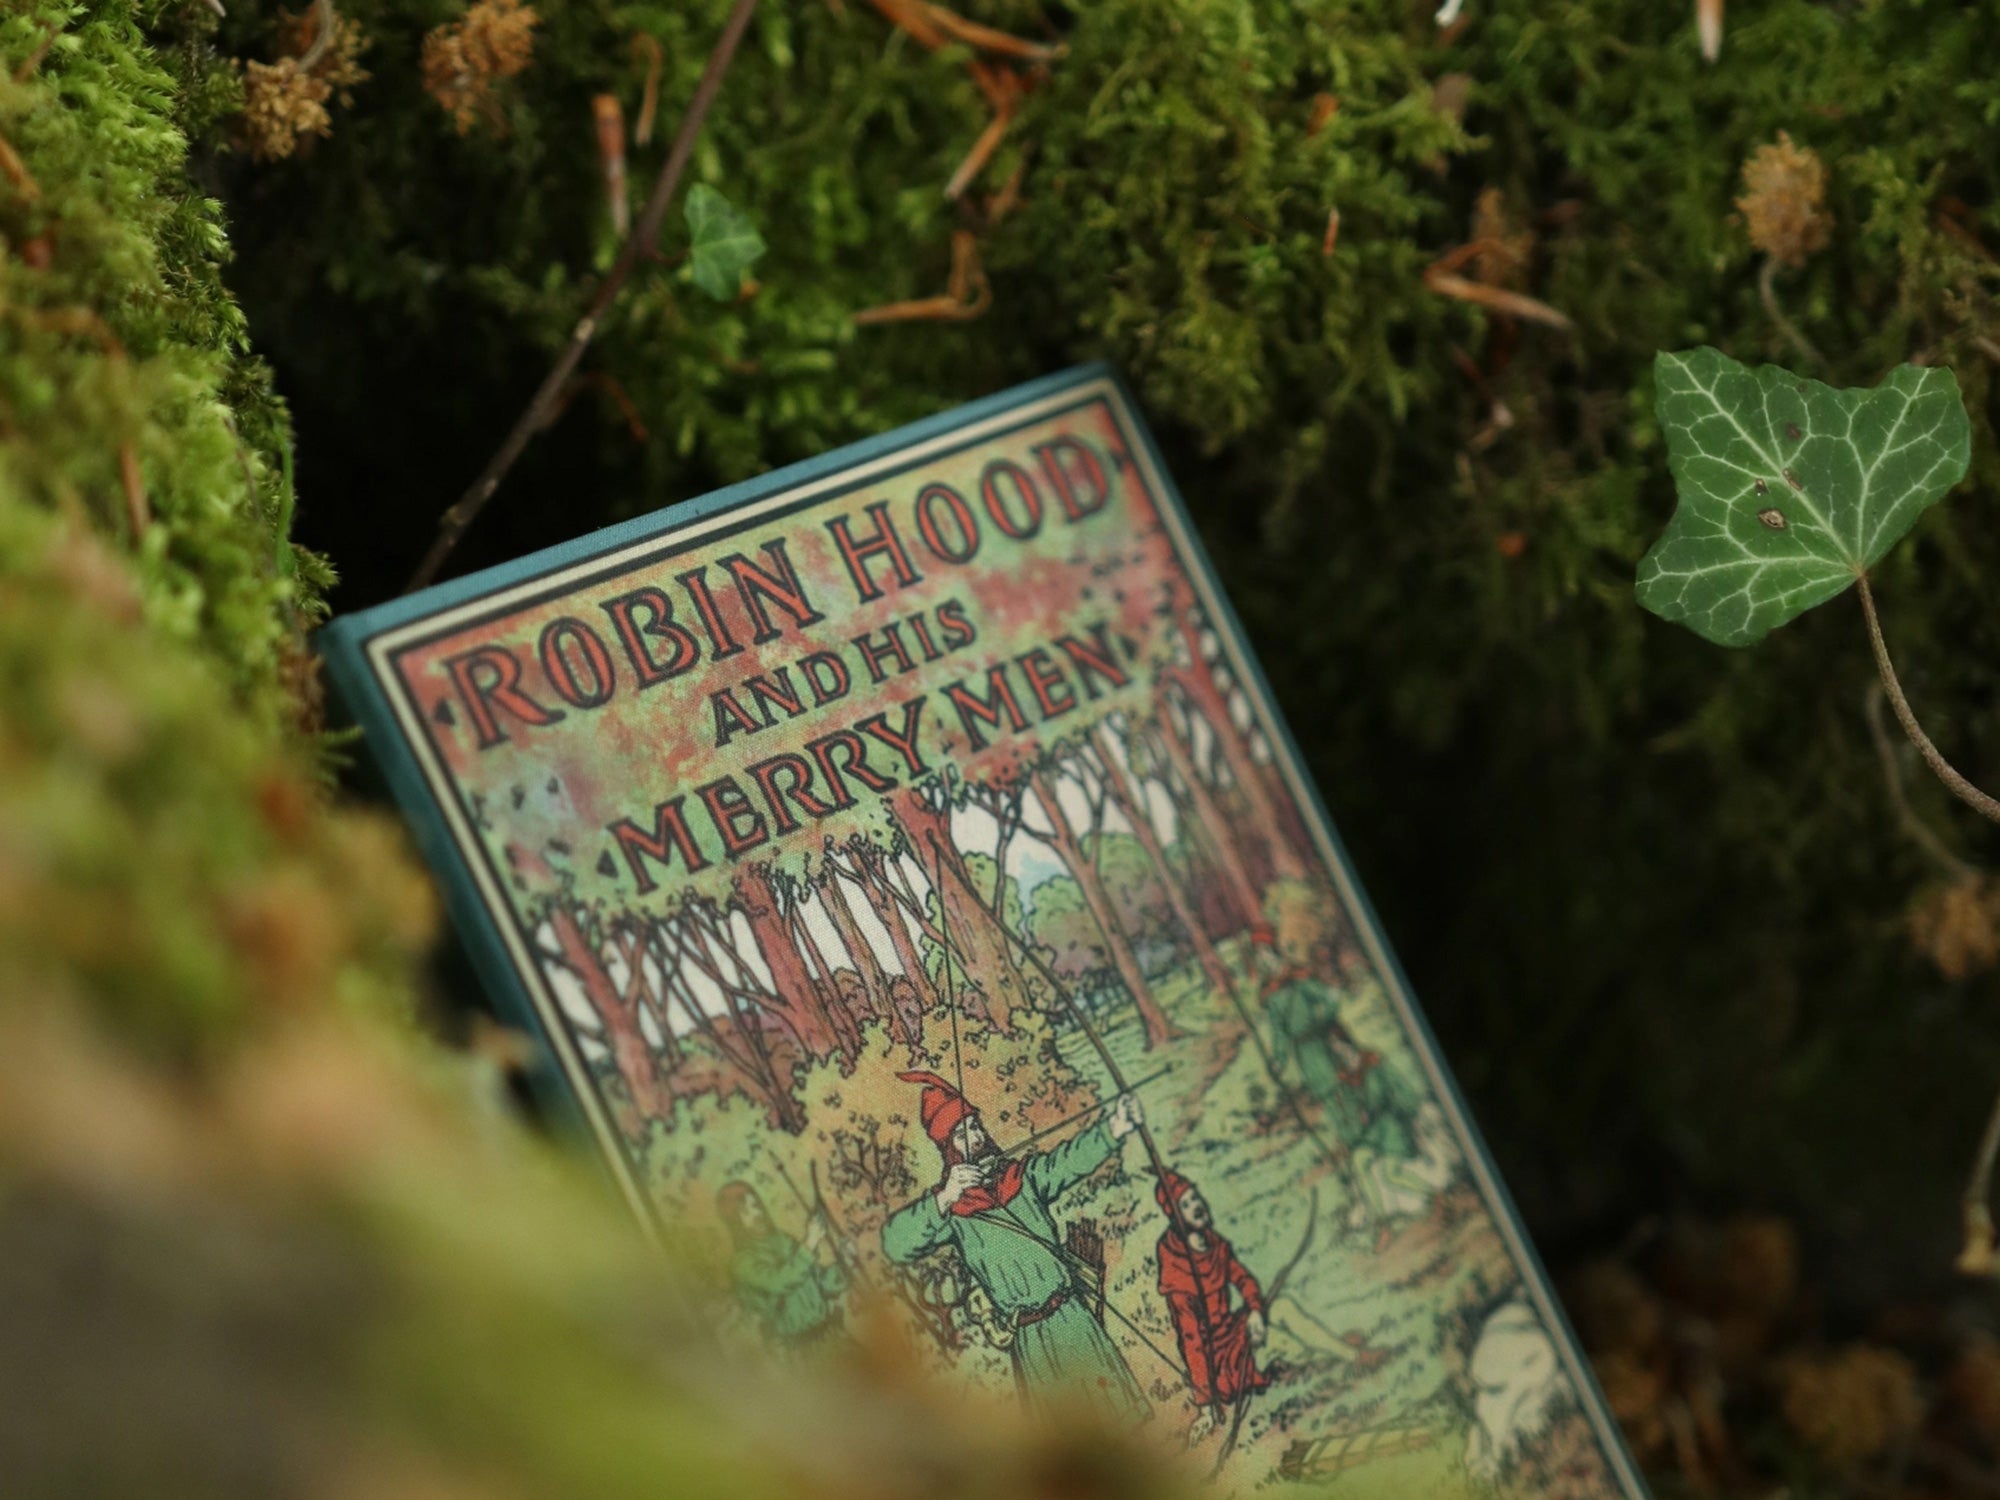 ROBIN HOOD
AND HIS
MERRY MEN